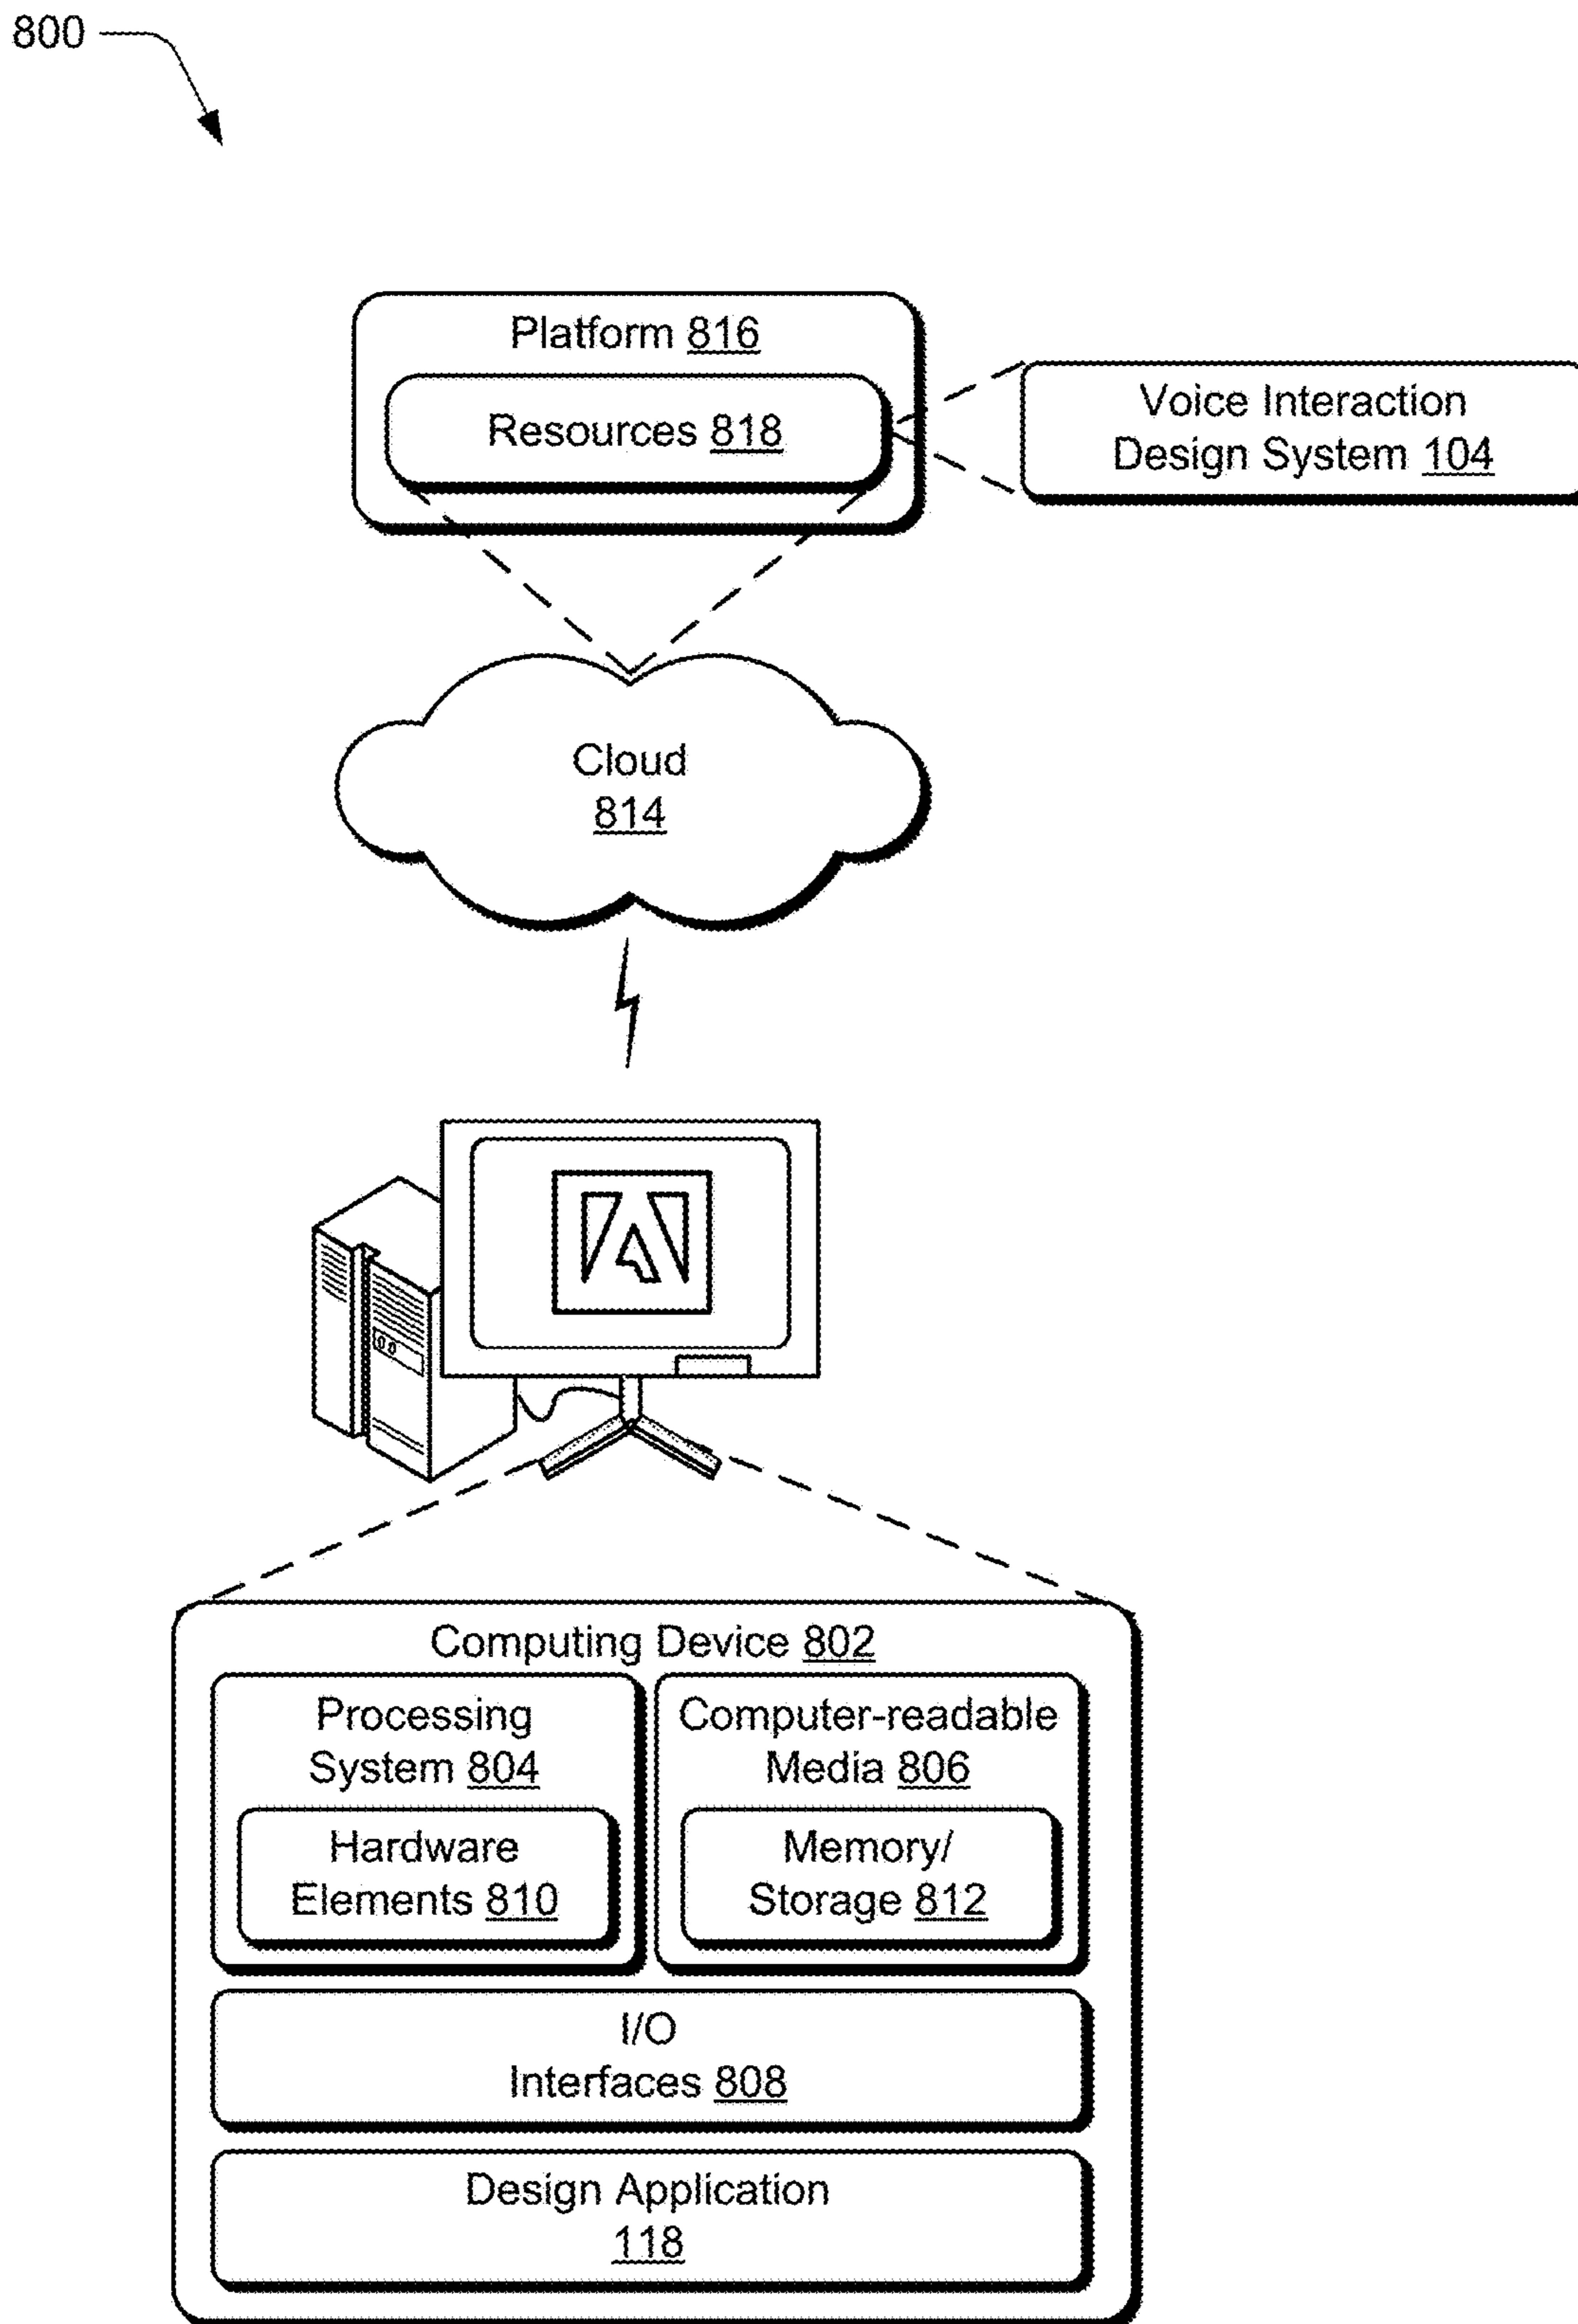 800
Platform 816
Resources 818
Voice Interaction
Design System 104
Cloud
814
Computing Device 802
Processing
System 804
Hardware
Elements 810
Computer-readable
Media 806
Memory/
Storage 812
I/O
Interfaces 808
Design Application
118